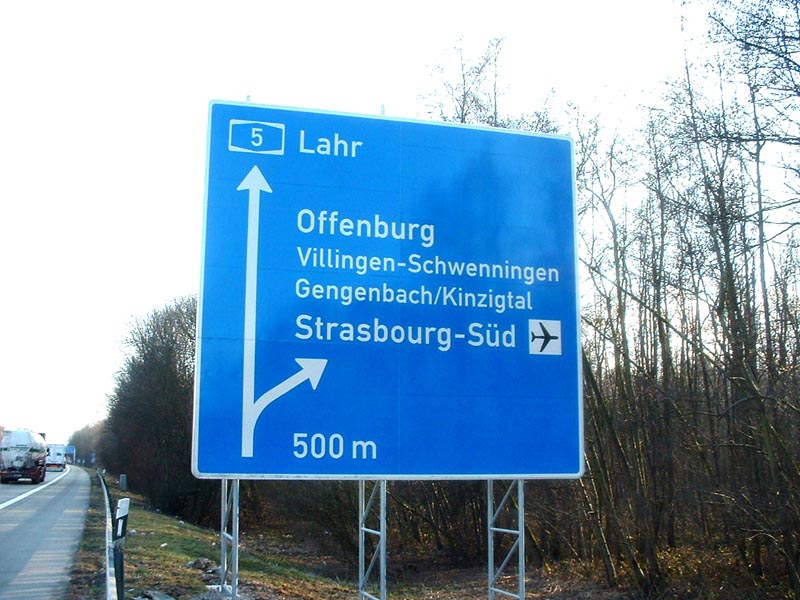 5 Lahr
Offenburg
Villingen-Schwenningen
Gengenbach/Kinzigtal
Strasbourg-Süd
500 m